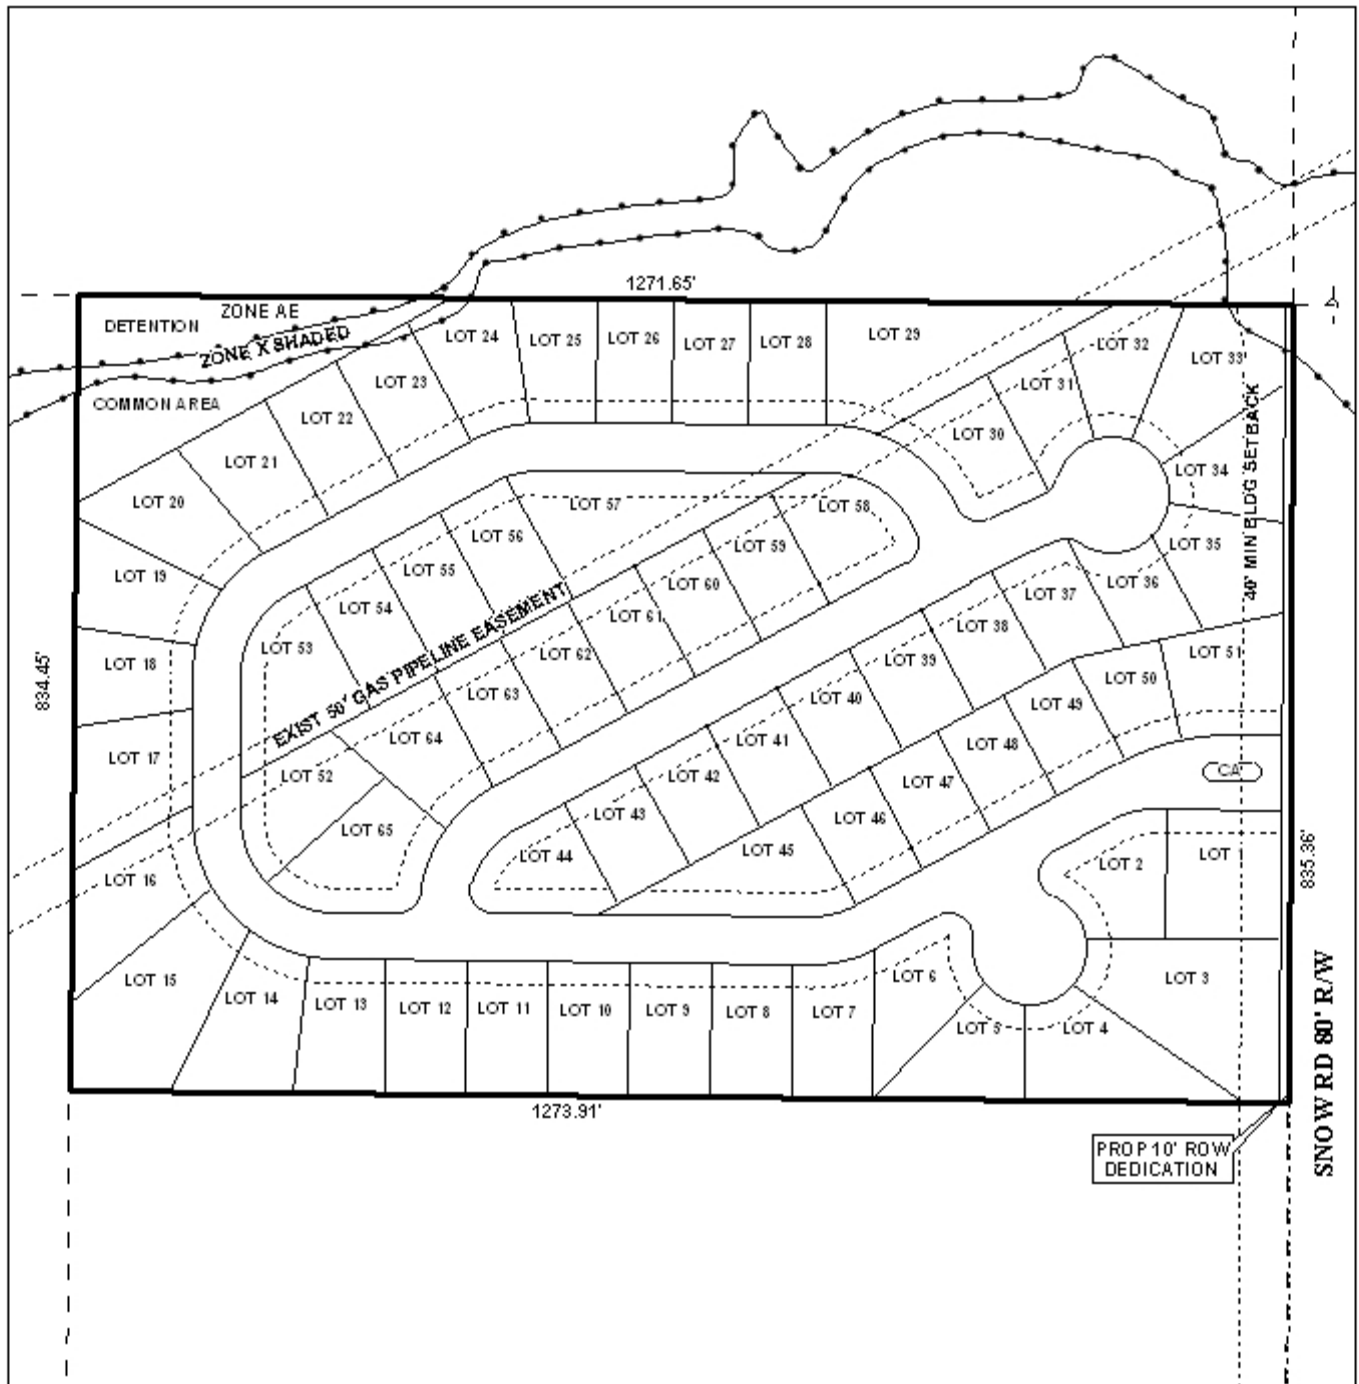 1271.65'
ZONE AE
DETENTION
ZONE X SHADED
COMMON AREA
LOT 24
LOT 25
LOT 26
LOT 27
LOT 28
LOT 29
LOT 32
LOT 33
LOT 23
LOT 31
LOT 22
LOT 30
LOT 21
LOT 34
LOT 20
40' MIN BLDG SETBACK
LOT 57
LOT 58
LOT 56
LOT 59
LOT 35
LOT 19
LOT 55
LOT 60
LOT 36
LOT 54
LOT 61
LOT 37
LOT 53
LOT 62
LOT 38
LOT 18
LOT 39
LOT 51
EXIST 50' GAS PIPELINE EASEMENT
834.45'
LOT 63
LOT 40
LOT 50
LOT 64
LOT 41
LOT 49
LOT 17
LOT 52
LOT 42
LOT 48
CA
LOT 65
LOT 43
LOT 47
LOT 46
LOT 44
LOT 45
LOT 2
LOT 1
835.36'
LOT 16
LOT 15
LOT 14
LOT 13
LOT 12
LOT 11
LOT 10
LOT 9
LOT 8
LOT 7
LOT 6
LOT 5
LOT 4
LOT 3
SNOW RD 80' R/W
1273.91'
PROP 10' ROW
DEDICATION